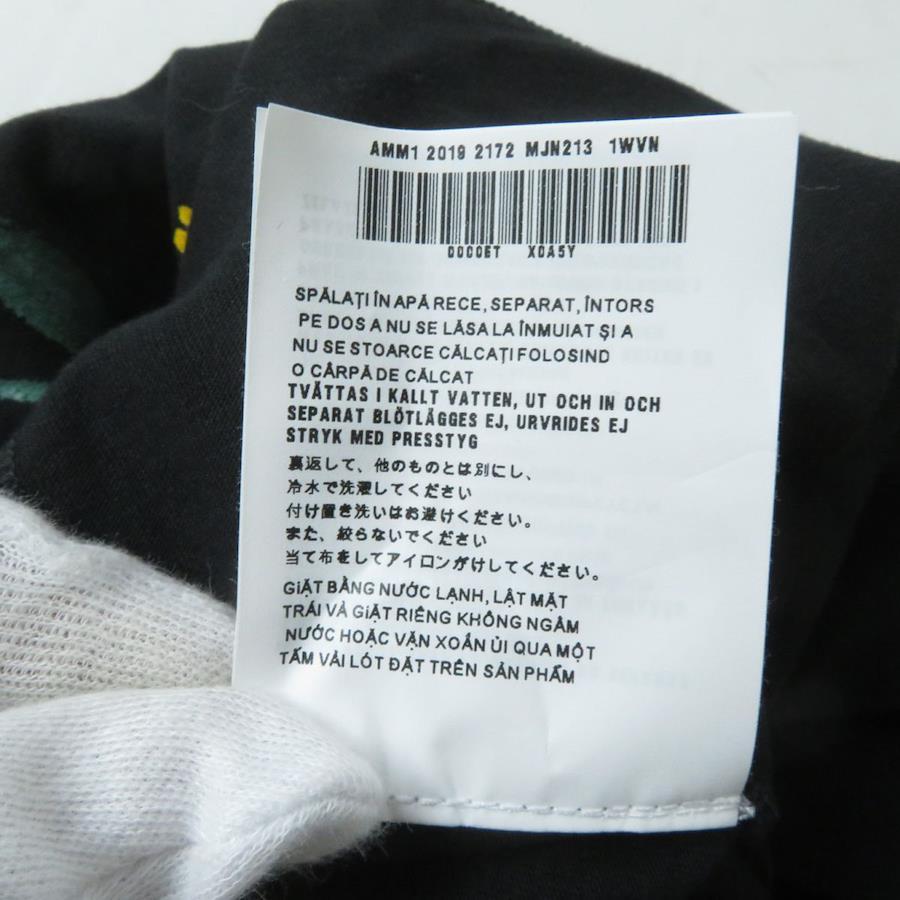 AMM1 2019 2172 MJN213 1WVN
0000ET X0A5Y
SPĂLAȚI ÎN APĂ RECE, SEPARAT, ÎNTORS
PE DOS A NU SE LĂSA LA ÎNMUIAT ȘI A
NU SE STOARCE CĂLCAȚI FOLOSIND
O CÂRPĂ DE CĂLCAT
TVÄTTAS I KALLT VATTEN, UT OCH IN OCH
SEPARAT BLÖTLÄGGES EJ, URVRIDES EJ
STRYK MED PRESSTYG
裏返して、他のものとは別にし、
冷水で洗濯してください
付け置き洗いはお避けください。
また、絞らないでください
当て布をしてアイロンがけしてください。
GIẶT BẰNG NƯỚC LẠNH, LẬT MẶT
TRÁI VÀ GIẶT RIÊNG KHÔNG NGÂM
NƯỚC HOẶC VẶN XOẮN ỦI QUA MỘT
TẤM VẢI LÓT ĐẶT TRÊN SẢN PHẨM